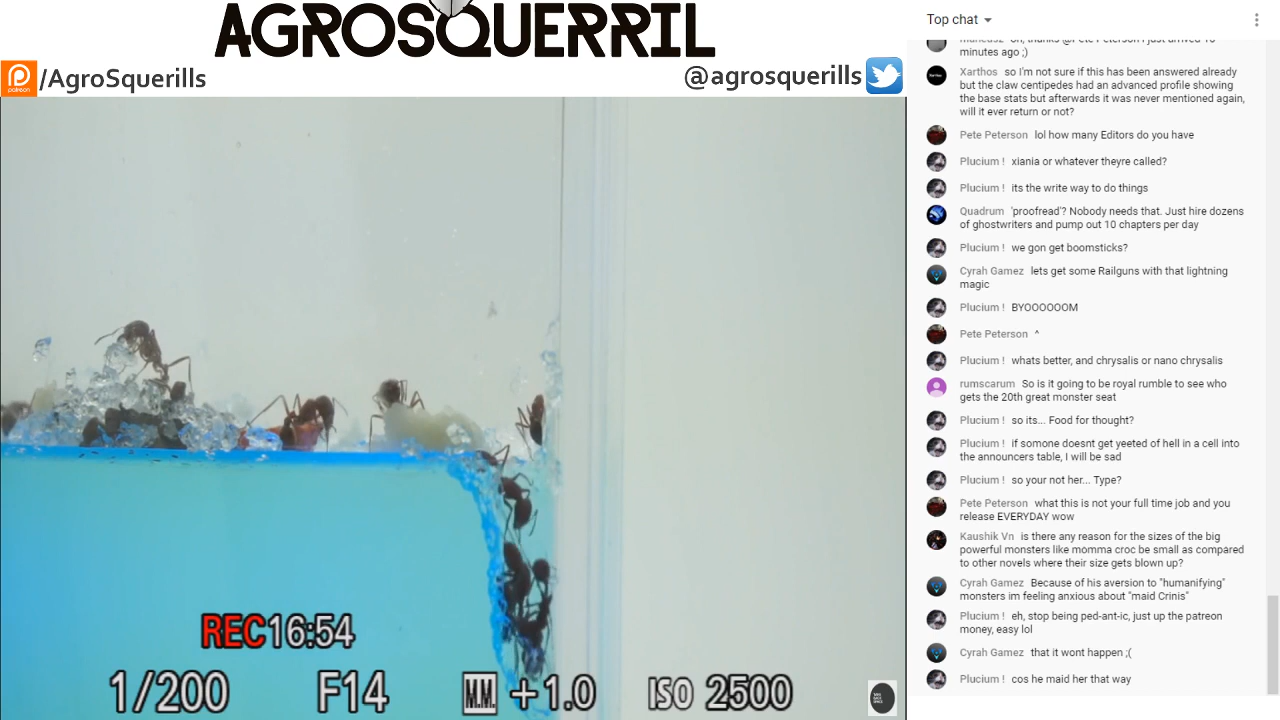 AGROSQUERRIL
/AgroSquerills
@agrosquerills
patreon
REC16:54
1/200 F14 M.M. +1.0 ISO 2500
Top chat
minutes ago ;)
Xarthos so I'm not sure if this has been answered already
but the claw centipedes had an advanced profile showing
the base stats but afterwards it was never mentioned again,
will it ever return or not?
Pete Peterson lol how many Editors do you have
Plucium ! xiania or whatever theyre called?
Plucium ! its the write way to do things
Quadrum 'proofread'? Nobody needs that. Just hire dozens
of ghostwriters and pump out 10 chapters per day
Plucium ! we gon get boomsticks?
Cyrah Gamez lets get some Railguns with that lightning
magic
Plucium ! BYOOOOOM
Pete Peterson ^
Plucium ! whats better, and chrysalis or nano chrysalis
rumscarum So is it going to be royal rumble to see who
gets the 20th great monster seat
Plucium ! so its... Food for thought?
Plucium ! if somone doesnt get yeeted of hell in a cell into
the announcers table, I will be sad
Plucium ! so your not her... Type?
Pete Peterson what this is not your full time job and you
release EVERYDAY wow
Kaushik Vn is there any reason for the sizes of the big
powerful monsters like momma croc be small as compared
to other novels where their size gets blown up?
Cyrah Gamez Because of his aversion to "humanifying"
monsters im feeling anxious about "maid Crinis"
Plucium ! eh, stop being ped-ant-ic, just up the patreon
money, easy lol
Cyrah Gamez that it wont happen ;(
Plucium ! cos he maid her that way